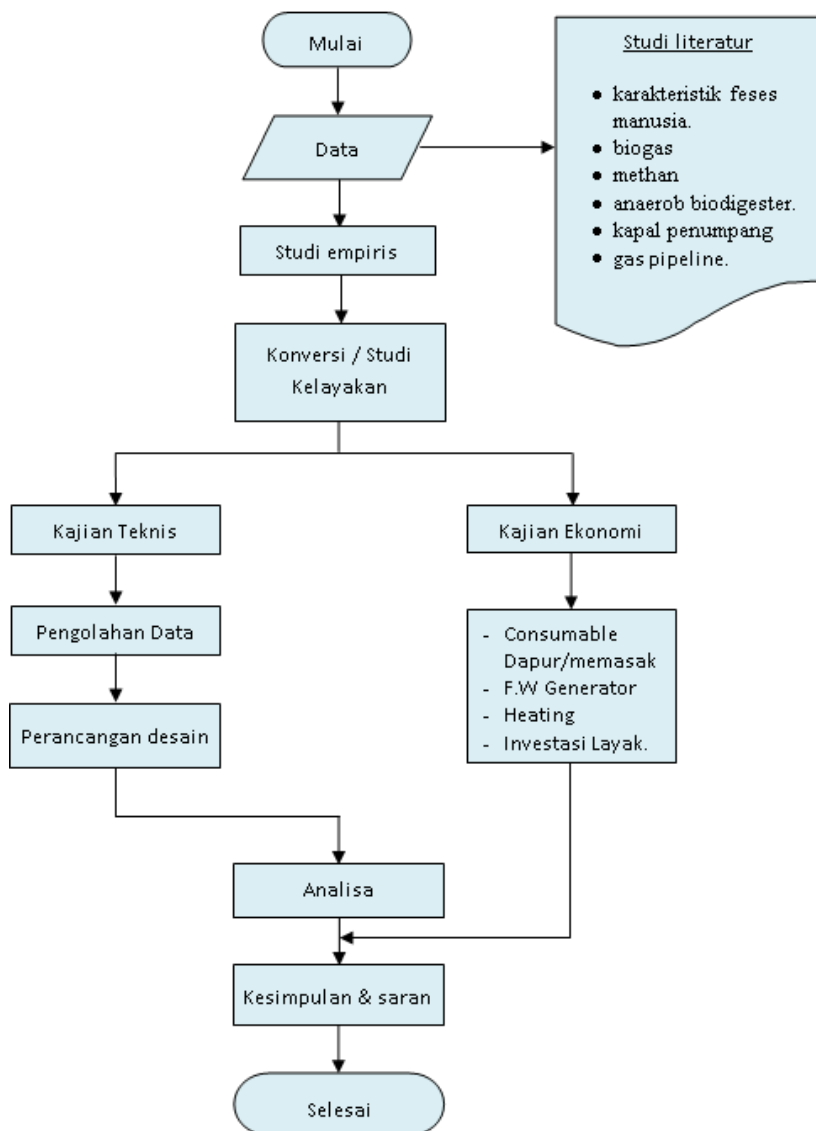 Mulai
Studi literatur
• karakteristik feses
manusia.
• biogas
• methan
• anaerob biodigester.
• kapal penumpang
• gas pipeline.
Data
Studi empiris
Konversi / Studi
Kelayakan
Kajian Teknis
Kajian Ekonomi
Pengolahan Data
- Consumable
Dapur/memasak
- F.W Generator
- Heating
- Investasi Layak.
Perancangan desain
Analisa
Kesimpulan & saran
Selesai